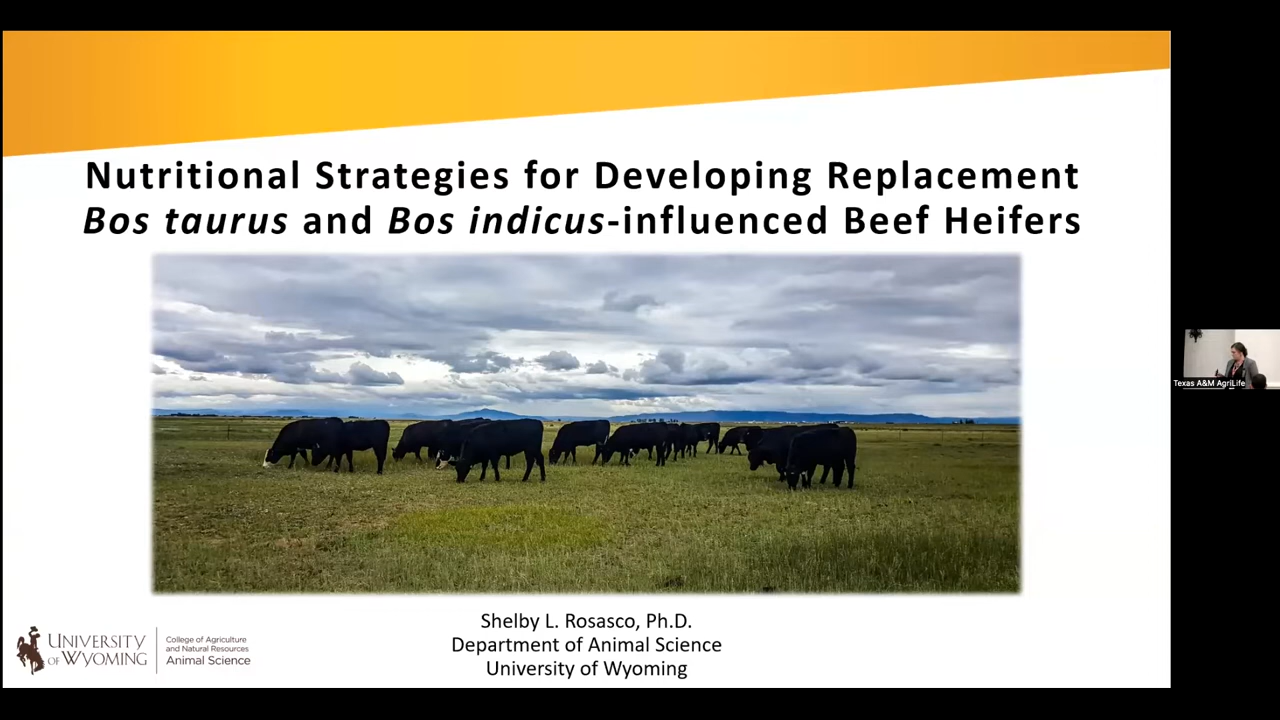 Nutritional Strategies for Developing Replacement
Bos taurus and Bos indicus-influenced Beef Heifers
Texas A&M AgriLife
Shelby L. Rosasco, Ph.D.
Department of Animal Science
University of Wyoming
UNIVERSITY
OF WYOMING
College of Agriculture
and Natural Resources
Animal Science